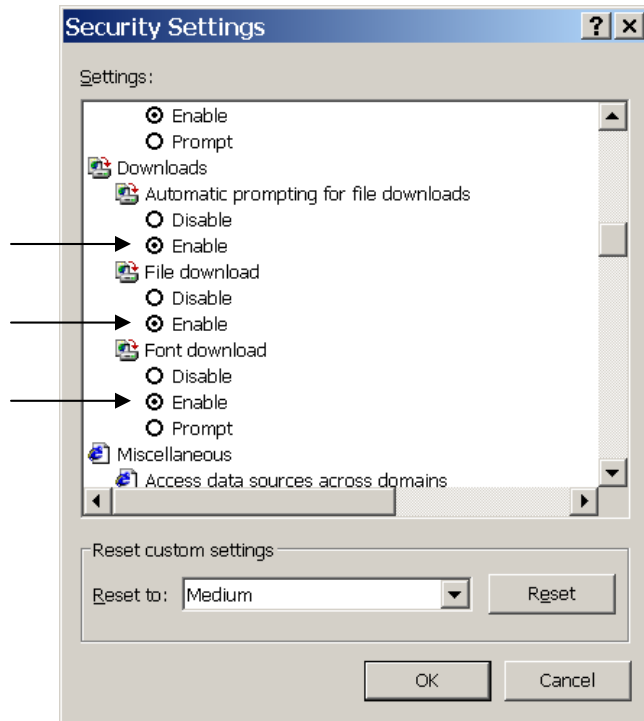 Security Settings
Settings:
Enable
Prompt
Downloads
Automatic prompting for file downloads
Disable
Enable
File download
Disable
Enable
Font download
Disable
Enable
Prompt
Miscellaneous
Access data sources across domains
Reset custom settings
Reset to: Medium Reset
OK Cancel